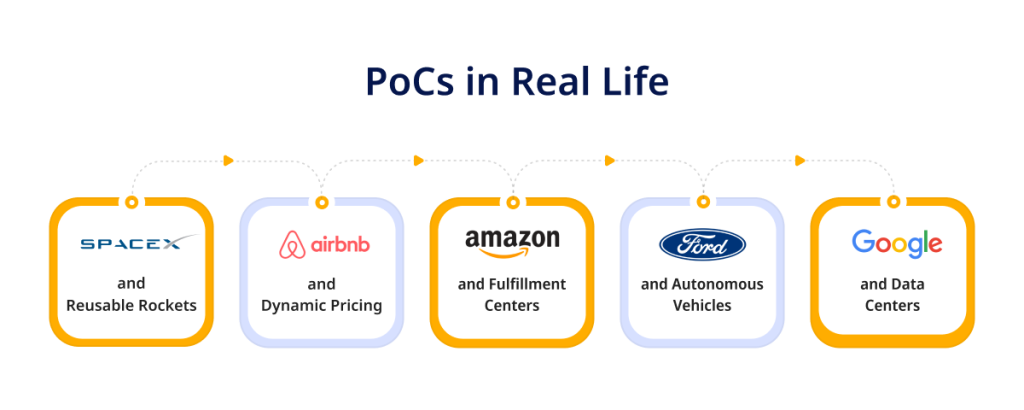 PoCs in Real Life
SPACEX
and
Reusable Rockets
airbnb
and
Dynamic Pricing
amazon
and Fulfillment
Centers
Ford
and Autonomous
Vehicles
Google
and Data
Centers